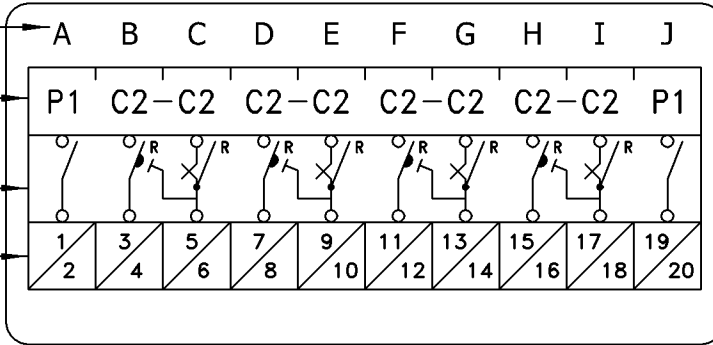 A B C D E F G H I J
P1 C2-C2 C2-C2 C2-C2 C2-C2 P1
R R R R R R R R
1 3 5 7 9 11 13 15 17 19
2 4 6 8 10 12 14 16 18 20